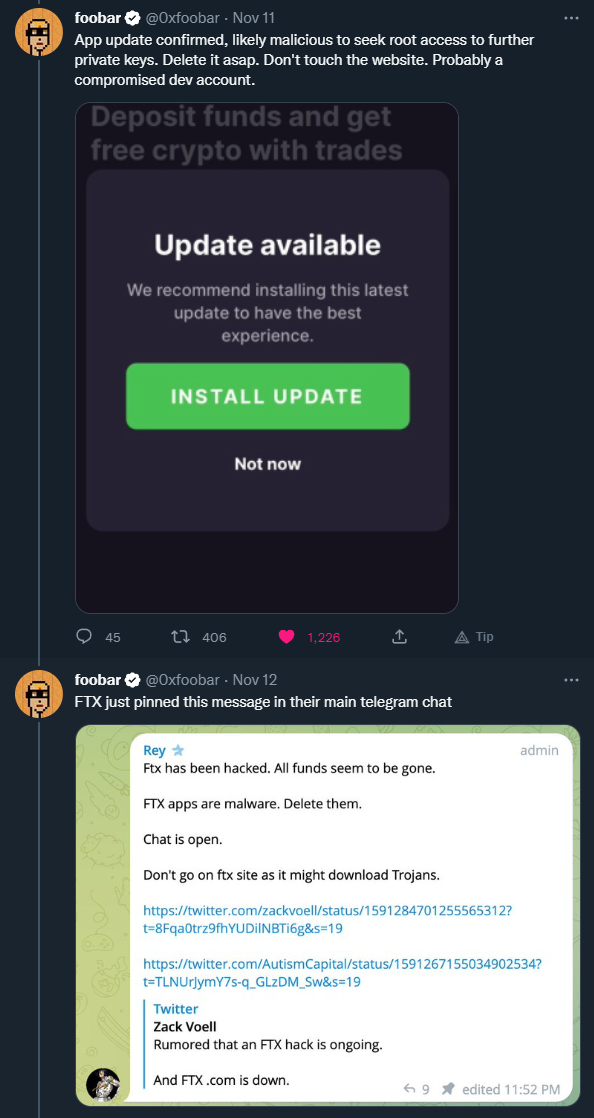 foobar @0xfoobar · Nov 11
App update confirmed, likely malicious to seek root access to further
private keys. Delete it asap. Don't touch the website. Probably a
compromised dev account.
Deposit funds and get
free crypto with trades
Update available
We recommend installing this latest
update to have the best
experience.
INSTALL UPDATE
Not now
45 406 1,226 Tip
foobar @0xfoobar · Nov 12
FTX just pinned this message in their main telegram chat
Rey admin
Ftx has been hacked. All funds seem to be gone.
FTX apps are malware. Delete them.
Chat is open.
Don't go on ftx site as it might download Trojans.
https://twitter.com/zackvoell/status/1591284701255565312?
t=8Fqa0trz9fhYUDilNBTi6g&s=19
https://twitter.com/AutismCapital/status/1591267155034902534?
t=TLNUrJymY7s-q_GLzDM_Sw&s=19
Twitter
Zack Voell
Rumored that an FTX hack is ongoing.
And FTX .com is down.
9 edited 11:52 PM